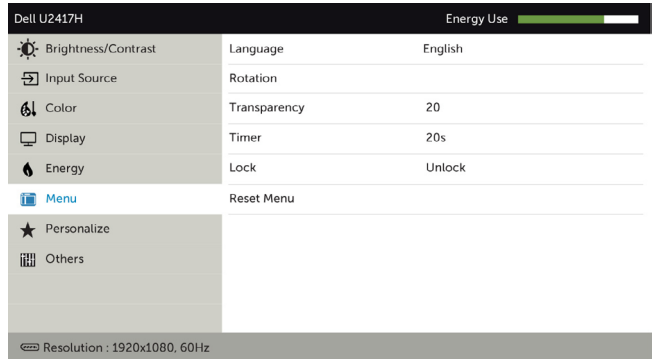 Dell U2417H Energy Use
Brightness/Contrast Language English
Input Source Rotation
Color Transparency 20
Display Timer 20s
Energy Lock Unlock
Menu Reset Menu
Personalize
Others
Resolution : 1920x1080, 60Hz